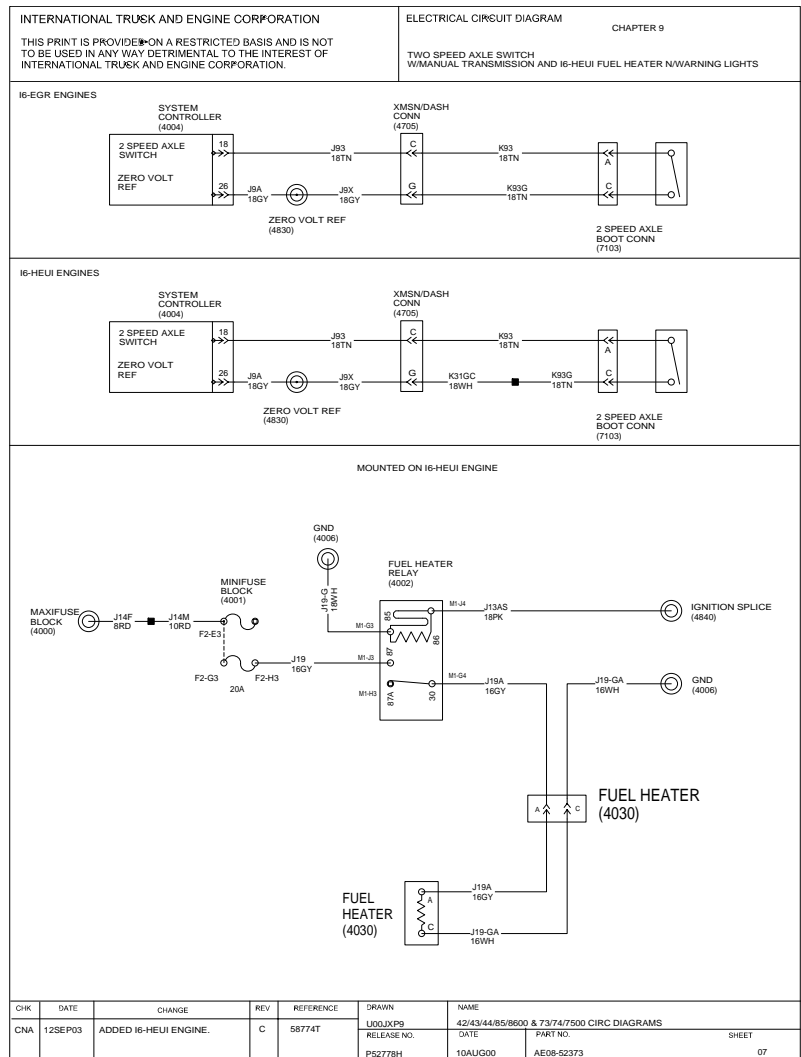 INTERNATIONAL TRUCK AND ENGINE CORPORATION
THIS PRINT IS PROVIDED ON A RESTRICTED BASIS AND IS NOT
TO BE USED IN ANY WAY DETRIMENTAL TO THE INTEREST OF
INTERNATIONAL TRUCK AND ENGINE CORPORATION.
ELECTRICAL CIRCUIT DIAGRAM
CHAPTER 9
TWO SPEED AXLE SWITCH
W/MANUAL TRANSMISSION AND I6-HEUI FUEL HEATER N/WARNING LIGHTS
I6-EGR ENGINES
SYSTEM
CONTROLLER
(4004)
XMSN/DASH
CONN
(4705)
2 SPEED AXLE
SWITCH
18
J93
18TN
C
K93
18TN
A
ZERO VOLT
REF
26
J9A
18GY
J9X
18GY
G
K93G
18TN
C
ZERO VOLT REF
(4830)
2 SPEED AXLE
BOOT CONN
(7103)
I6-HEUI ENGINES
SYSTEM
CONTROLLER
(4004)
XMSN/DASH
CONN
(4705)
2 SPEED AXLE
SWITCH
18
J93
18TN
C
K93
18TN
A
ZERO VOLT
REF
26
J9A
18GY
J9X
18GY
G
K31GC
18WH
K93G
18TN
C
ZERO VOLT REF
(4830)
2 SPEED AXLE
BOOT CONN
(7103)
MOUNTED ON I6-HEUI ENGINE
GND
(4006)
FUEL HEATER
RELAY
(4002)
MINIFUSE
BLOCK
(4001)
J19-G
18WH
MAXIFUSE
BLOCK
(4000)
J14F
8RD
J14M
10RD
F2-E3
M1-G3
85
86
M1-J4
J13AS
18PK
IGNITION SPLICE
(4840)
F2-G3
F2-H3
20A
J19
16GY
M1-J3
87
M1-H3
87A
30
M1-G4
J19A
16GY
J19-GA
16WH
GND
(4006)
A
C
FUEL HEATER
(4030)
FUEL
HEATER
(4030)
A
C
J19A
16GY
J19-GA
16WH
CHK
DATE
CHANGE
REV
REFERENCE
DRAWN
NAME
CNA
12SEP03
ADDED I6-HEUI ENGINE.
C
58774T
U00JXP9
42/43/44/85/8600 & 73/74/7500 CIRC DIAGRAMS
RELEASE NO.
DATE
PART NO.
SHEET
P52778H
10AUG00
AE08-52373
07